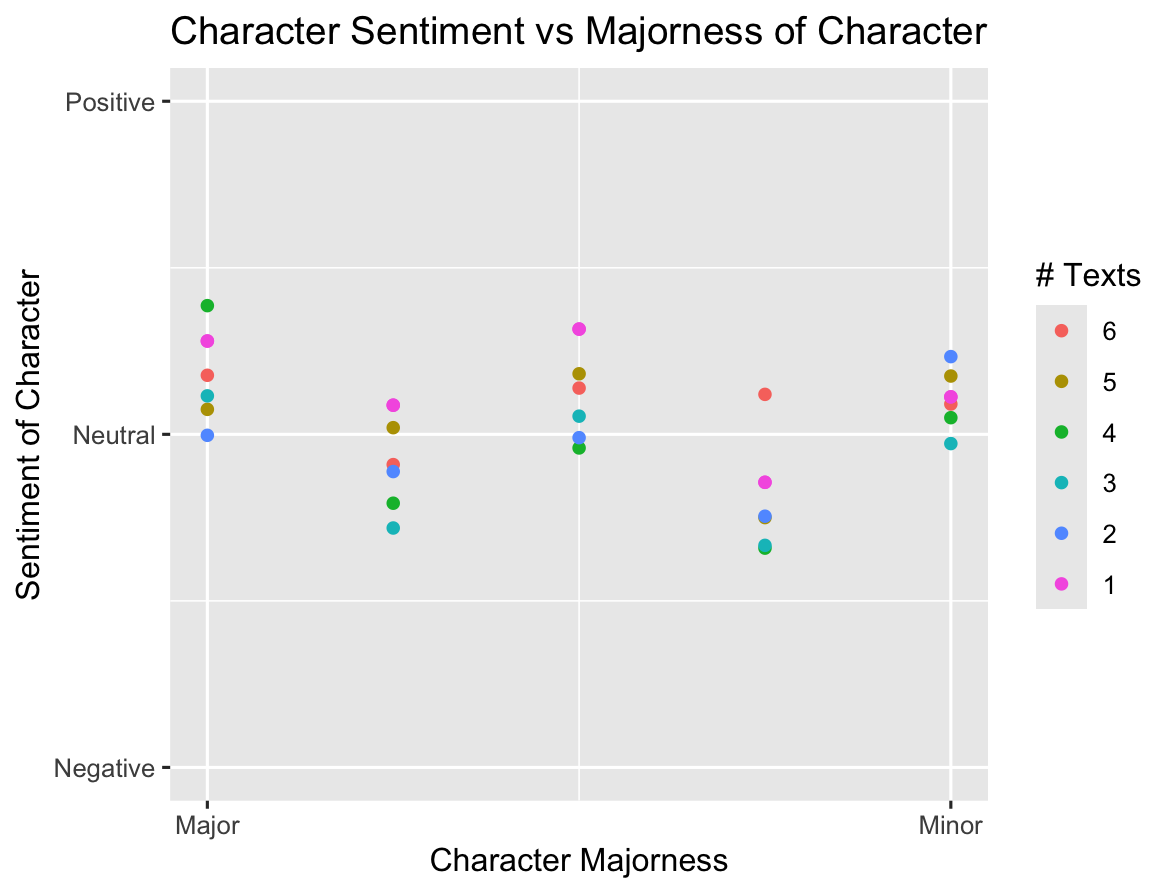 Character Sentiment vs Majorness of Character
Positive
Neutral
Negative
Sentiment of Character
Major
Minor
Character Majorness
# Texts
6
5
4
3
2
1